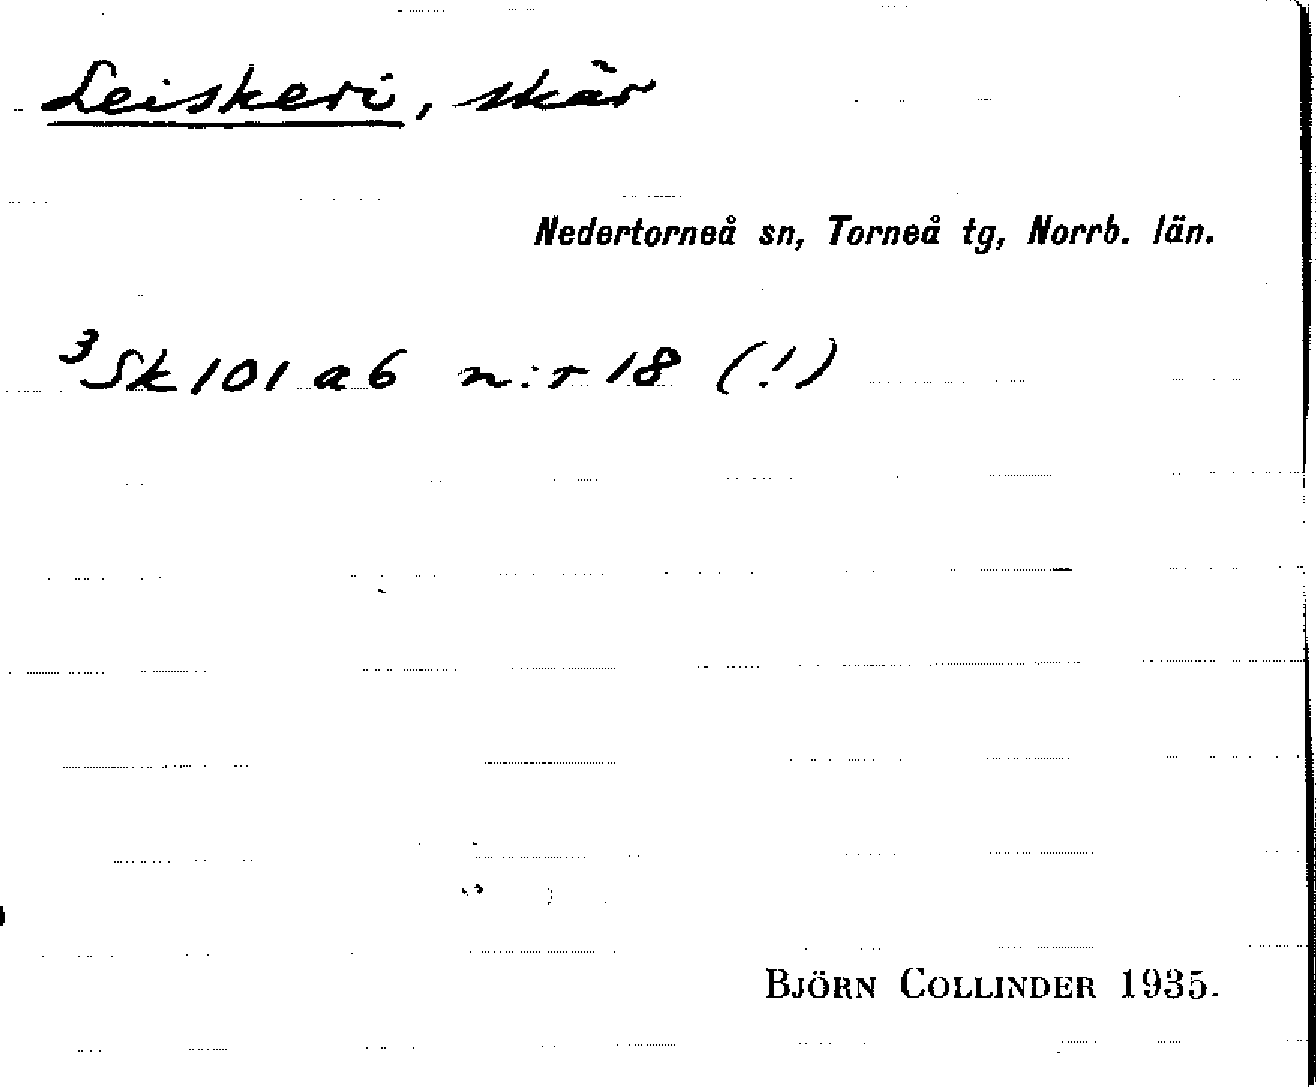 Leiskeri, skär
Nedertorneå sn, Torneå tg, Norrb. län.
³Sk 101 a6 n:r 18 (!)
BJÖRN COLLINDER 1935.